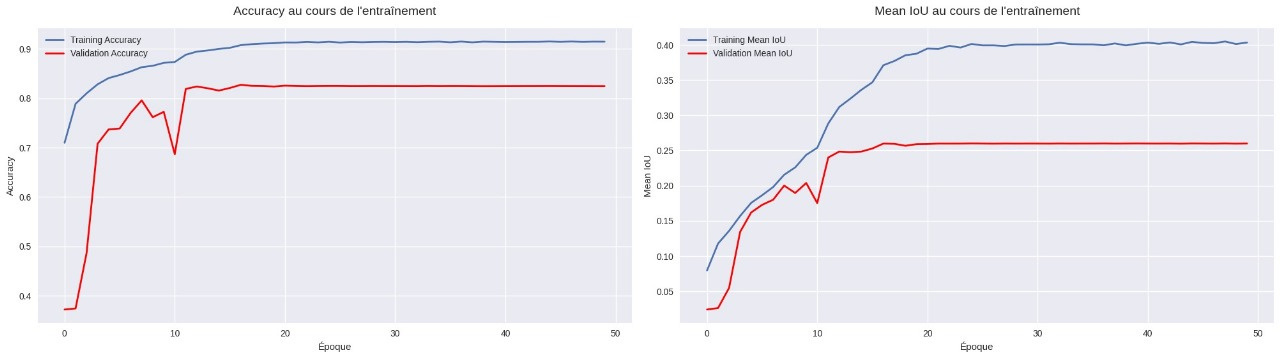 Accuracy au cours de l'entraînement
Training Accuracy
Validation Accuracy
0.9
0.8
0.7
0.6
0.5
0.4
Accuracy
0 10 20 30 40 50
Époque
Mean IoU au cours de l'entraînement
Training Mean IoU
Validation Mean IoU
0.40
0.35
0.30
0.25
0.20
0.15
0.10
0.05
Mean IoU
0 10 20 30 40 50
Époque